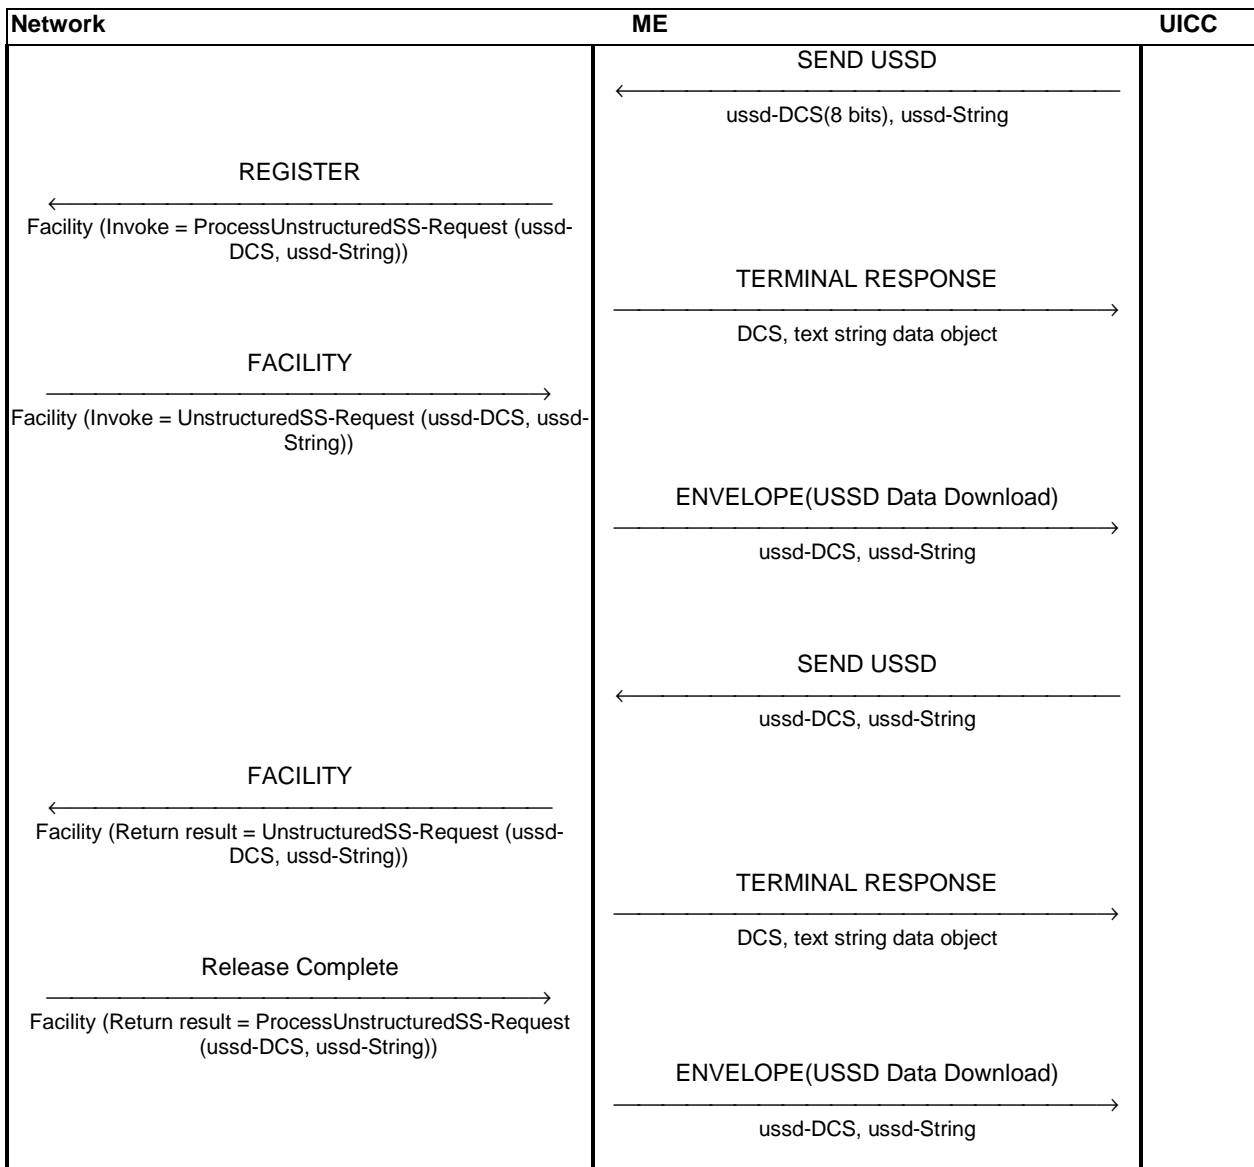 Network ME UICC
SEND USSD
ussd-DCS(8 bits), ussd-String
REGISTER
Facility (Invoke = ProcessUnstructuredSS-Request (ussd-
DCS, ussd-String))
TERMINAL RESPONSE
DCS, text string data object
FACILITY
Facility (Invoke = UnstructuredSS-Request (ussd-DCS, ussd-
String))
ENVELOPE(USSD Data Download)
ussd-DCS, ussd-String
SEND USSD
ussd-DCS, ussd-String
FACILITY
Facility (Return result = UnstructuredSS-Request (ussd-
DCS, ussd-String))
TERMINAL RESPONSE
DCS, text string data object
Release Complete
Facility (Return result = ProcessUnstructuredSS-Request
(ussd-DCS, ussd-String))
ENVELOPE(USSD Data Download)
ussd-DCS, ussd-String